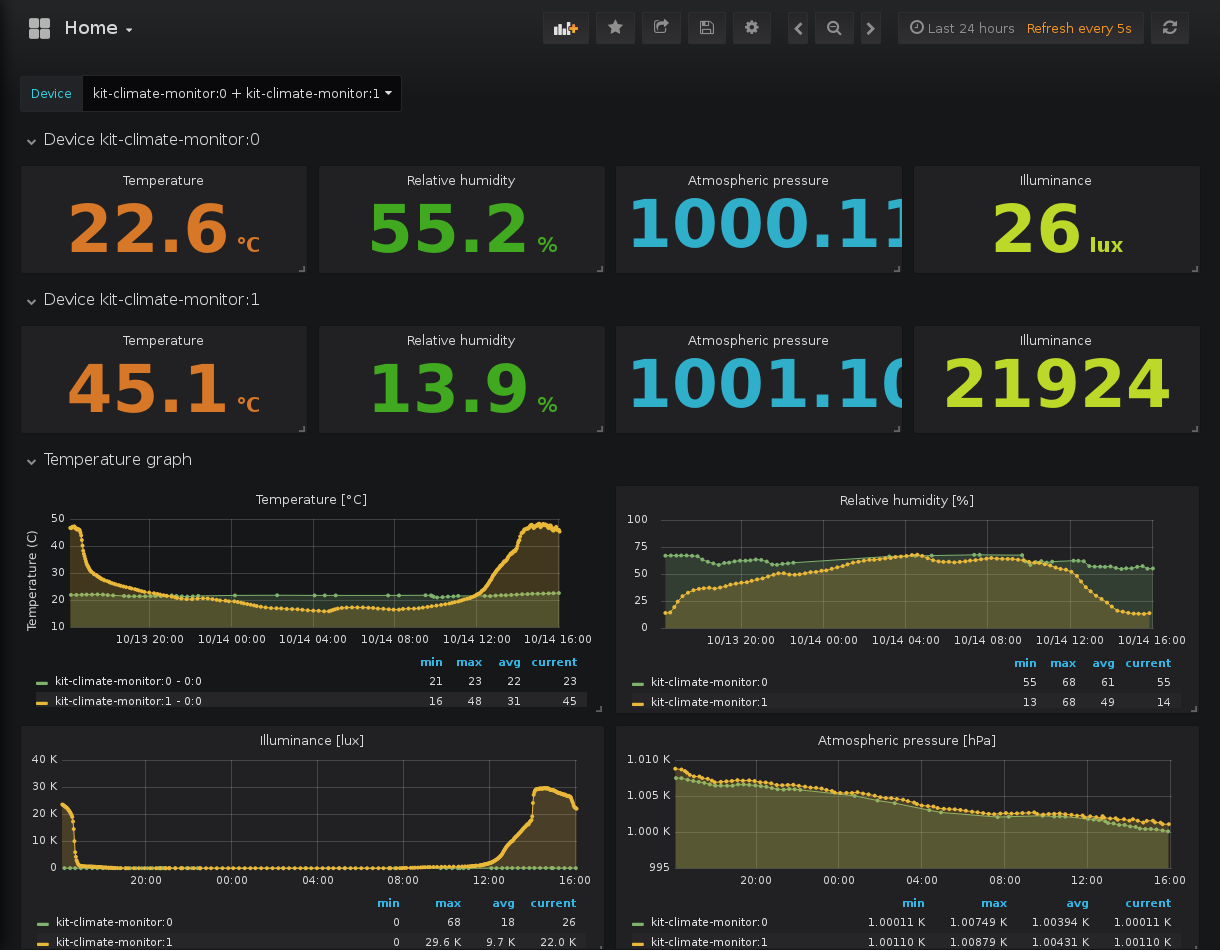 Home
Last 24 hours Refresh every 5s
Device kit-climate-monitor:0 + kit-climate-monitor:1
Device kit-climate-monitor:0
Temperature Relative humidity Atmospheric pressure Illuminance
22.6 °C 55.2 % 1000.11 26 lux
Device kit-climate-monitor:1
Temperature Relative humidity Atmospheric pressure Illuminance
45.1 °C 13.9 % 1001.10 21924
Temperature graph
Temperature [°C]
Temperature (C)
50
40
30
20
10
10/13 20:00 10/14 00:00 10/14 04:00 10/14 08:00 10/14 12:00 10/14 16:00
min max avg current
kit-climate-monitor:0 - 0:0 21 23 22 23
kit-climate-monitor:1 - 0:0 16 48 31 45
Relative humidity [%]
100
75
50
25
0
10/13 20:00 10/14 00:00 10/14 04:00 10/14 08:00 10/14 12:00 10/14 16:00
min max avg current
kit-climate-monitor:0 55 68 61 55
kit-climate-monitor:1 13 68 49 14
Illuminance [lux]
40 K
30 K
20 K
10 K
0
20:00 00:00 04:00 08:00 12:00 16:00
min max avg current
kit-climate-monitor:0 0 68 18 26
kit-climate-monitor:1 0 29.6 K 9.7 K 22.0 K
Atmospheric pressure [hPa]
1.010 K
1.005 K
1.000 K
995
20:00 00:00 04:00 08:00 12:00 16:00
min max avg current
kit-climate-monitor:0 1.00011 K 1.00749 K 1.00394 K 1.00011 K
kit-climate-monitor:1 1.00110 K 1.00879 K 1.00431 K 1.00110 K